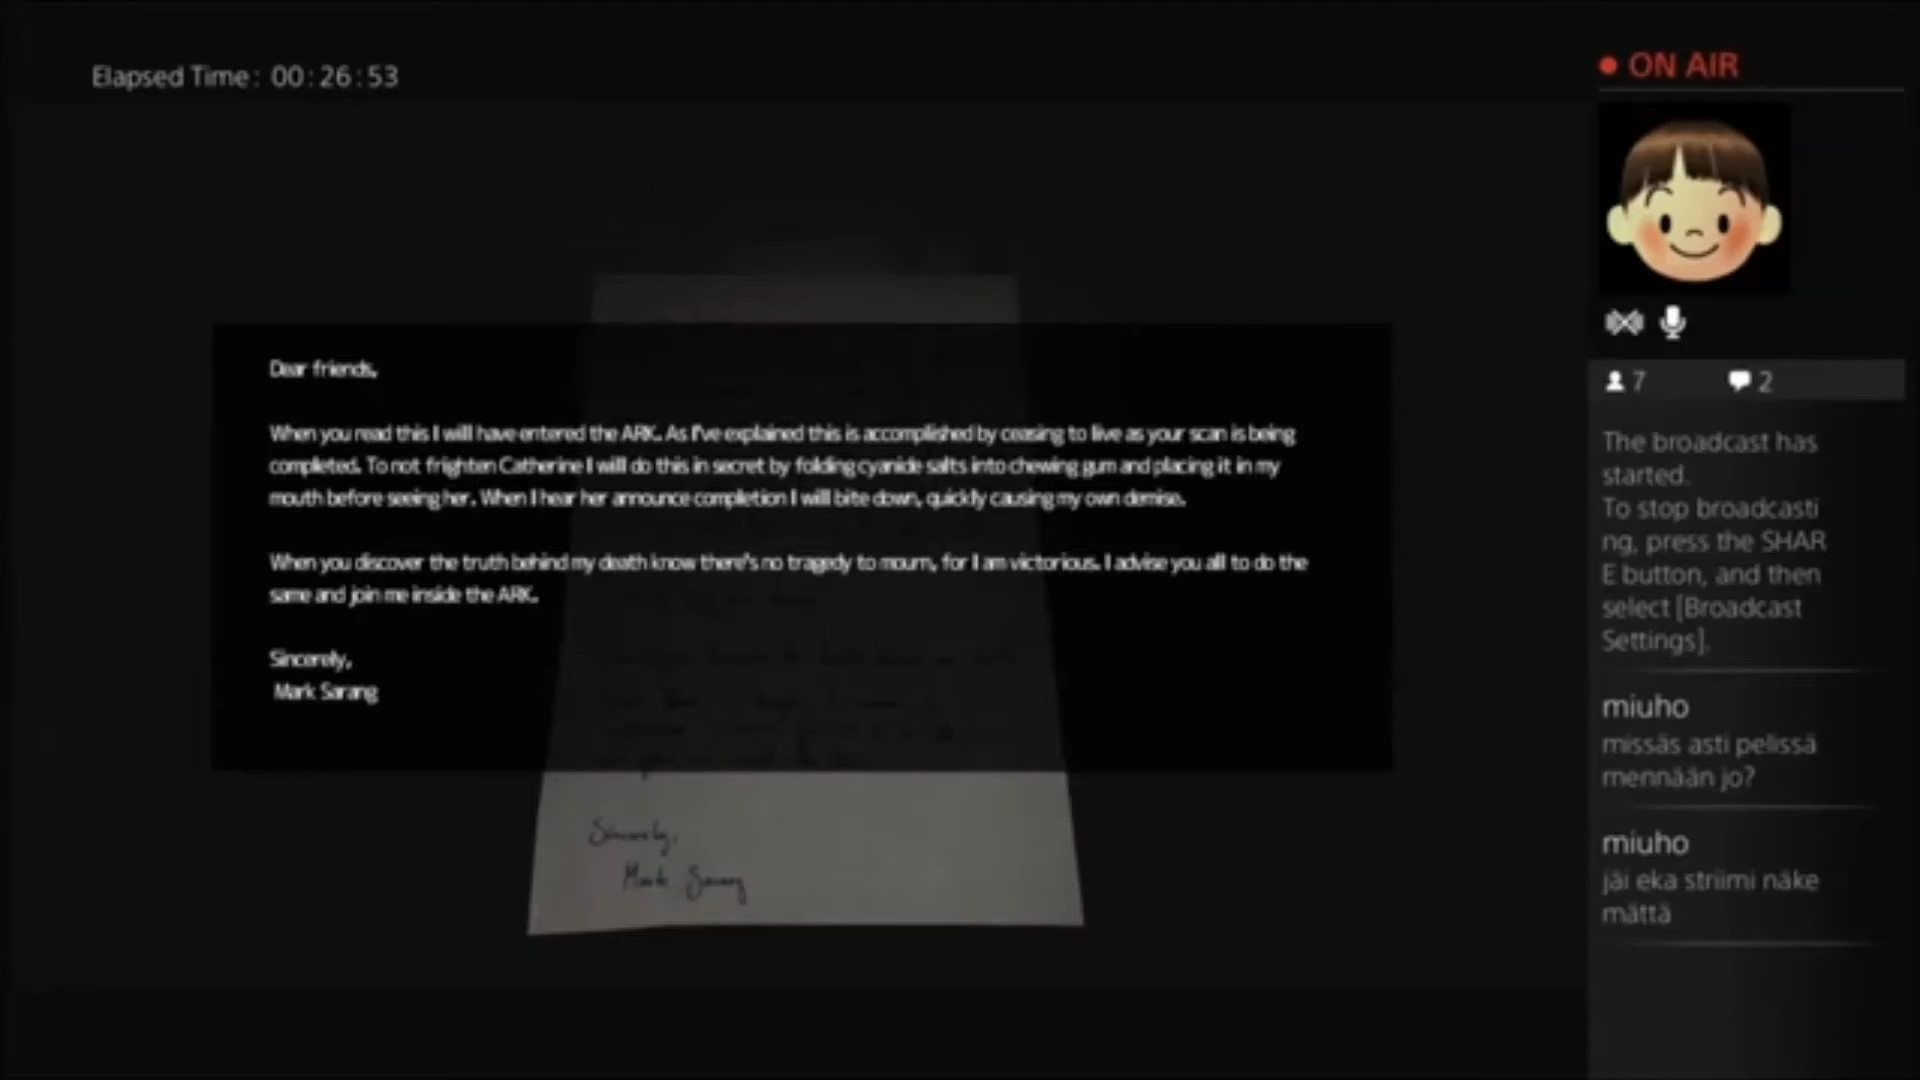 Elapsed Time: 00:26:53
Dear friends,
When you read this I will have entered the ARK. As I've explained this is accomplished by ceasing to live as your scan is being
completed. To not frighten Catherine I will do this in secret by folding cyanide salts into chewing gum and placing it in my
mouth before seeing her. When I hear her announce completion I will bite down, quickly causing my own demise.
When you discover the truth behind my death know there's no tragedy to mourn, for I am victorious. I advise you all to do the
same and join me inside the ARK.
Sincerely,
Mark Sarang
Sincerely,
Mark Sarang
ON AIR
7 2
The broadcast has
started.
To stop broadcasti
ng, press the SHAR
E button, and then
select [Broadcast
Settings].
miuho
missäs asti pelissä
mennään jo?
miuho
jäi eka striimi näke
mättä